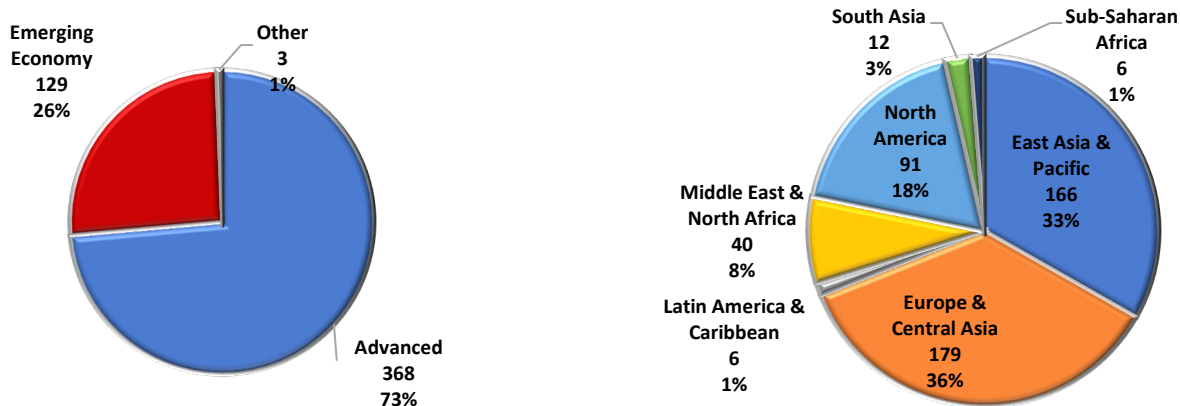 Emerging
Economy
129
26%
Other
3
1%
Advanced
368
73%
South Asia
12
3%
Sub-Saharan
Africa
6
1%
North
America
91
18%
East Asia &
Pacific
166
33%
Middle East &
North Africa
40
8%
Latin America &
Caribbean
6
1%
Europe &
Central Asia
179
36%